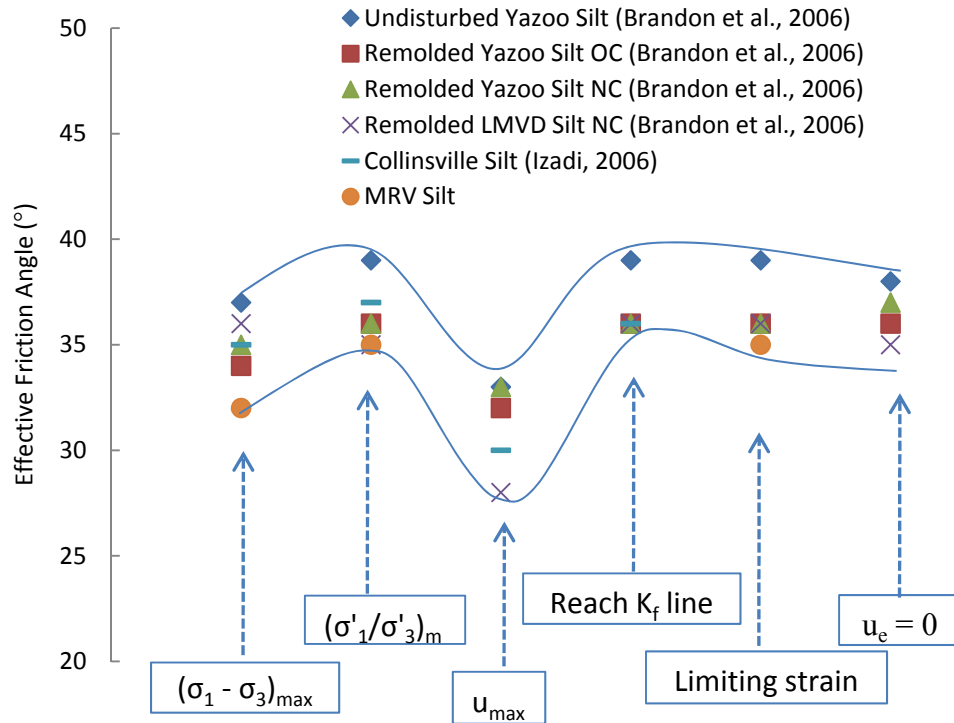 50
45
40
35
30
25
20
Effective Friction Angle (°)
Undisturbed Yazoo Silt (Brandon et al., 2006)
Remolded Yazoo Silt OC (Brandon et al., 2006)
Remolded Yazoo Silt NC (Brandon et al., 2006)
Remolded LMVD Silt NC (Brandon et al., 2006)
Collinsville Silt (Izadi, 2006)
MRV Silt
(σ₁ - σ₃)max
(σ'₁/σ'₃)m
umax
Reach Kf line
Limiting strain
ue = 0